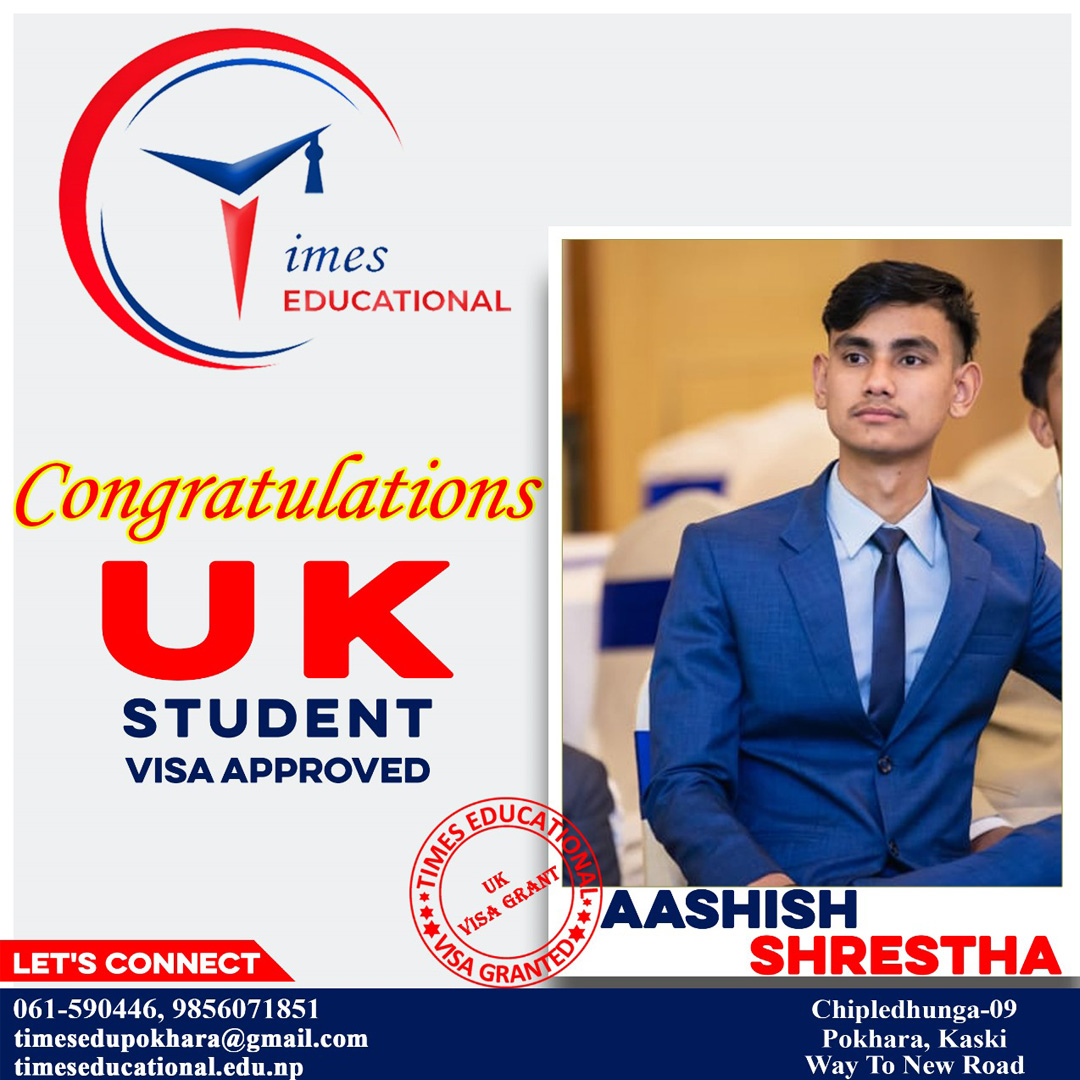 Times
EDUCATIONAL
Congratulations
UK
STUDENT
VISA APPROVED
TIMES EDUCATIONAL
UK
VISA GRANT
VISA GRANTED
AASHISH
SHRESTHA
LET'S CONNECT
061-590446, 9856071851
timesedupokhara@gmail.com
timeseducational.edu.np
Chipledhunga-09
Pokhara, Kaski
Way To New Road